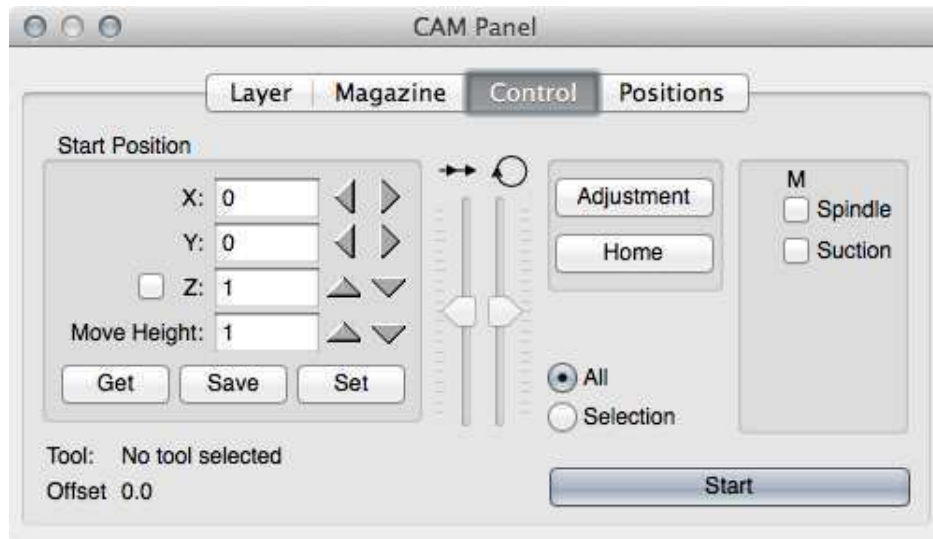 CAM Panel
Layer Magazine Control Positions
Start Position
X: 0
Y: 0
Z: 1
Move Height: 1
Get Save Set
Tool: No tool selected
Offset 0.0
Adjustment
Home
All
Selection
M
Spindle
Suction
Start